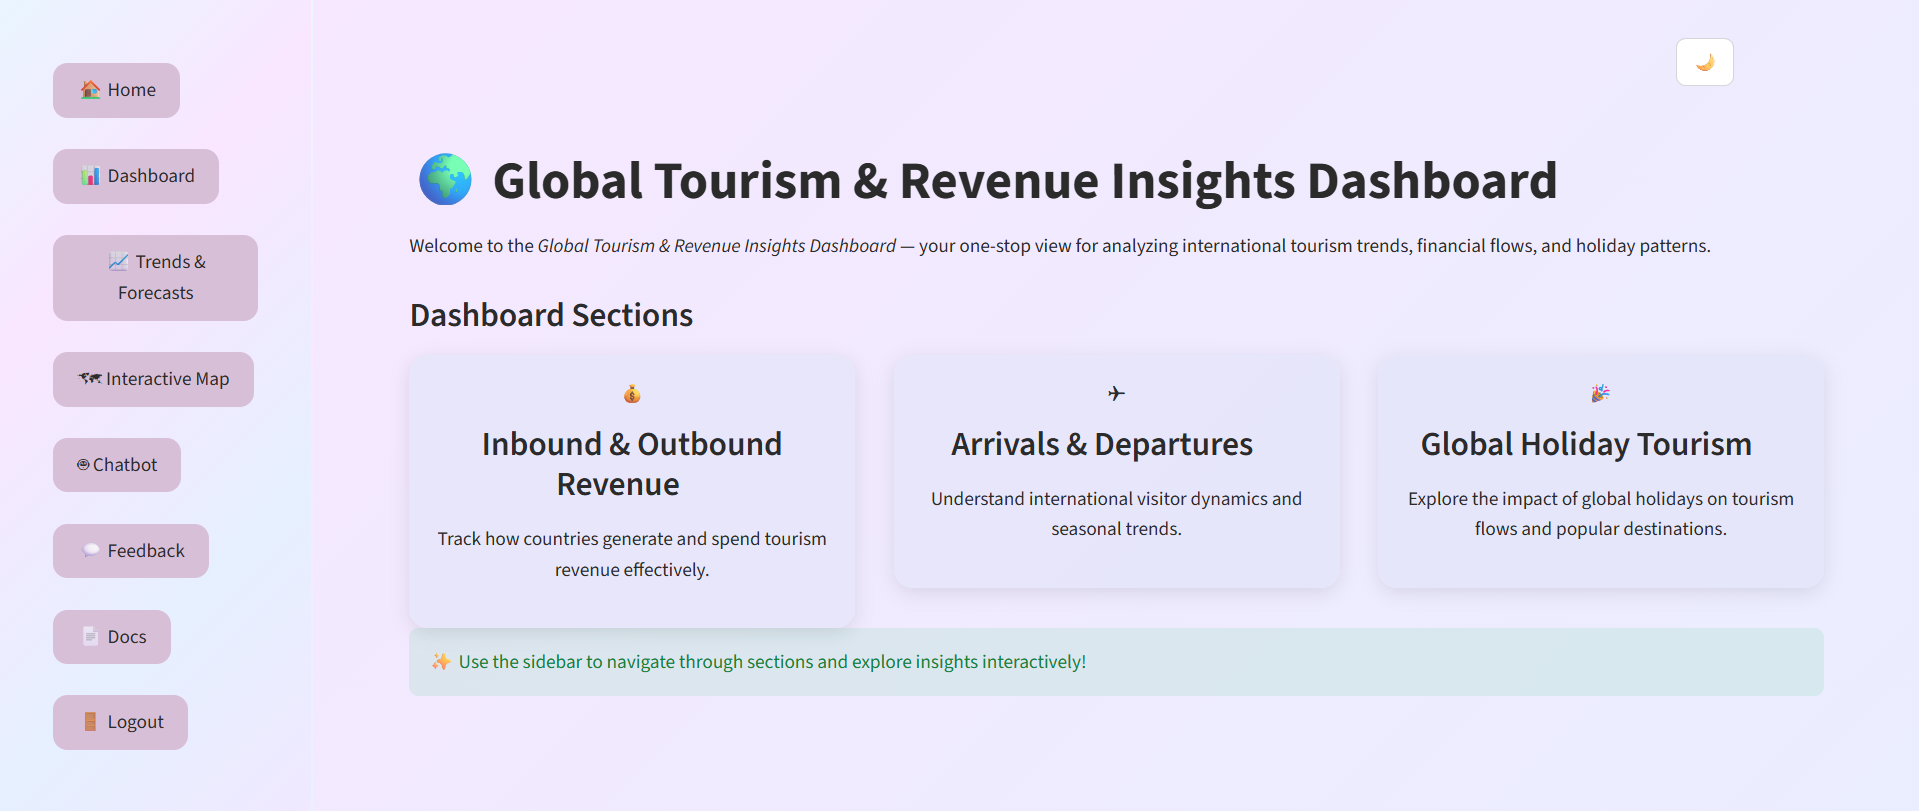 🏠 Home
📊 Dashboard
📈 Trends &
Forecasts
🗺 Interactive Map
🤖 Chatbot
💬 Feedback
📄 Docs
🚪 Logout
🌙
🌍 Global Tourism & Revenue Insights Dashboard
Welcome to the Global Tourism & Revenue Insights Dashboard — your one-stop view for analyzing international tourism trends, financial flows, and holiday patterns.
Dashboard Sections
💰
Inbound & Outbound
Revenue
Track how countries generate and spend tourism
revenue effectively.
✈
Arrivals & Departures
Understand international visitor dynamics and
seasonal trends.
🎉
Global Holiday Tourism
Explore the impact of global holidays on tourism
flows and popular destinations.
✨ Use the sidebar to navigate through sections and explore insights interactively!